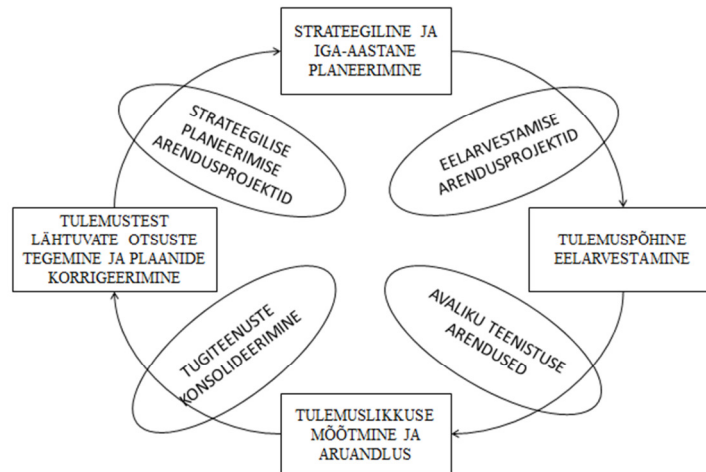 STRATEEGILINE JA
IGA-AASTANE
PLANEERIMINE
STRATEEGILISE
PLANEERIMISE
ARENDUSPROJEKTID
EELARVESTAMISE
ARENDUSPROJEKTID
TULEMUSTEST
LÄHTUVATE OTSUSTE
TEGEMINE JA PLAANIDE
KORRIGEERIMINE
TULEMUSPÕHINE
EELARVESTAMINE
TUGITEENUSTE
KONSOLIDEERIMINE
AVALIKU TEENISTUSE
ARENDUSED
TULEMUSLIKKUSE
MÕÕTMINE JA
ARUANDLUS